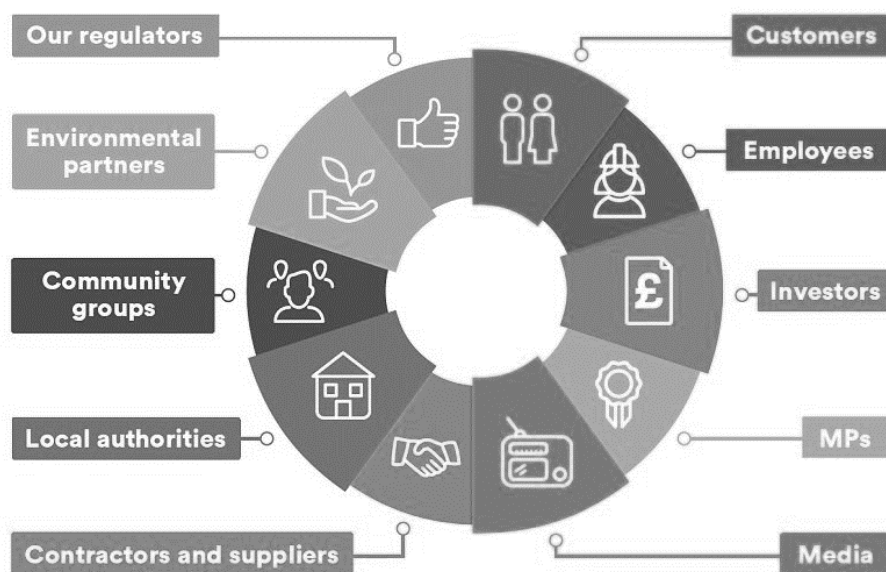 Our regulators
Customers
Environmental
partners
Employees
Community
groups
£
Investors
Local authorities
MPs
Contractors and suppliers
Media